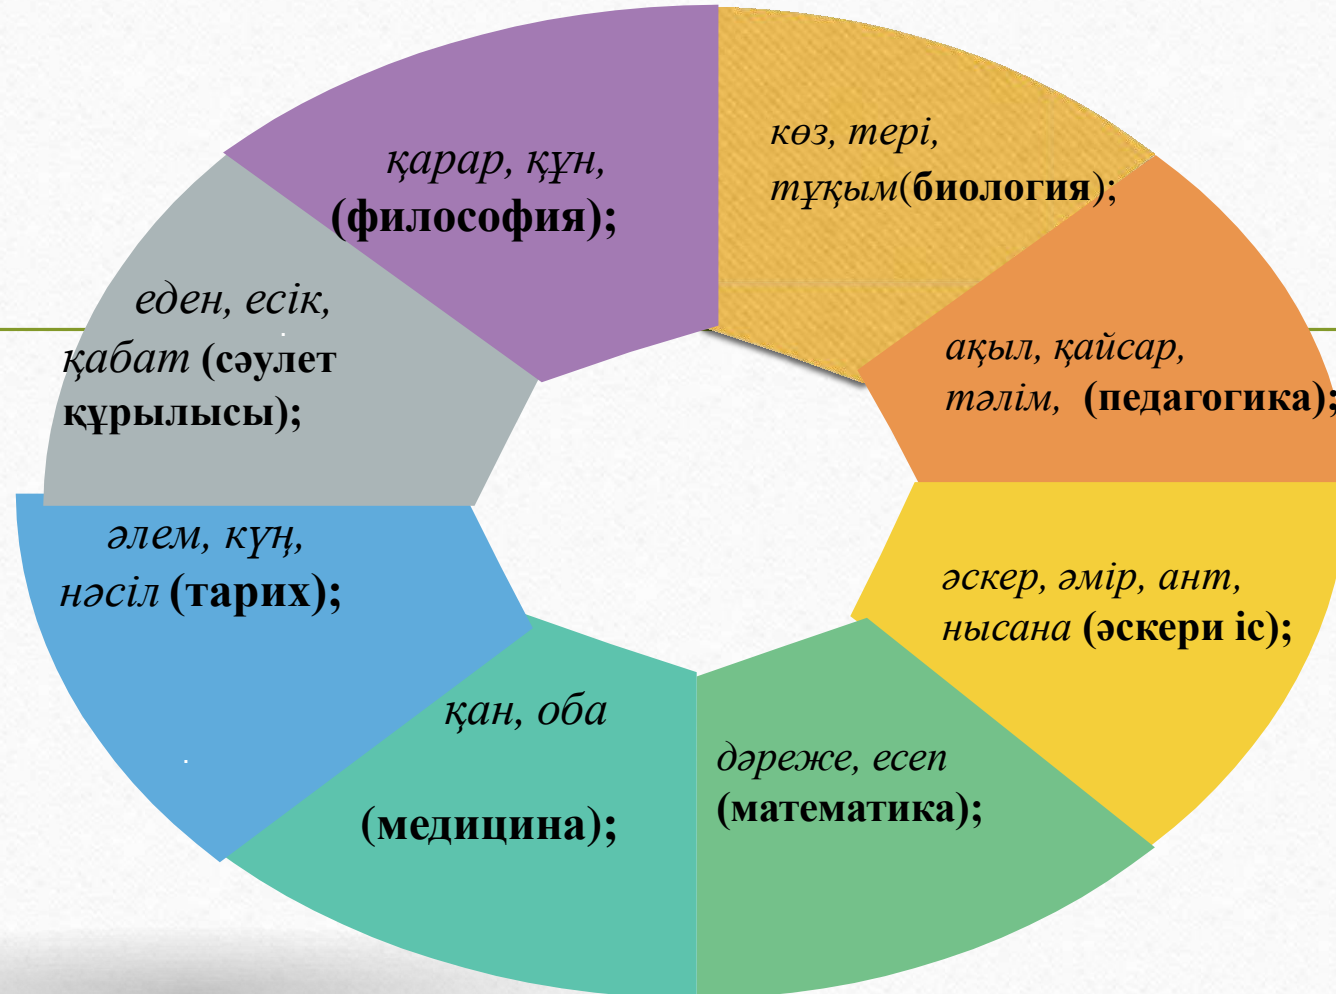 қарар, құн,
(философия);
көз, тері,
тұқым(биология);
ақыл, қайсар,
тәлім, (педагогика);
әскер, әмір, ант,
нысана (әскери іс);
дәреже, есеп
(математика);
қан, оба
(медицина);
әлем, күң,
нәсіл (тарих);
еден, есік,
қабат (сәулет
құрылысы);